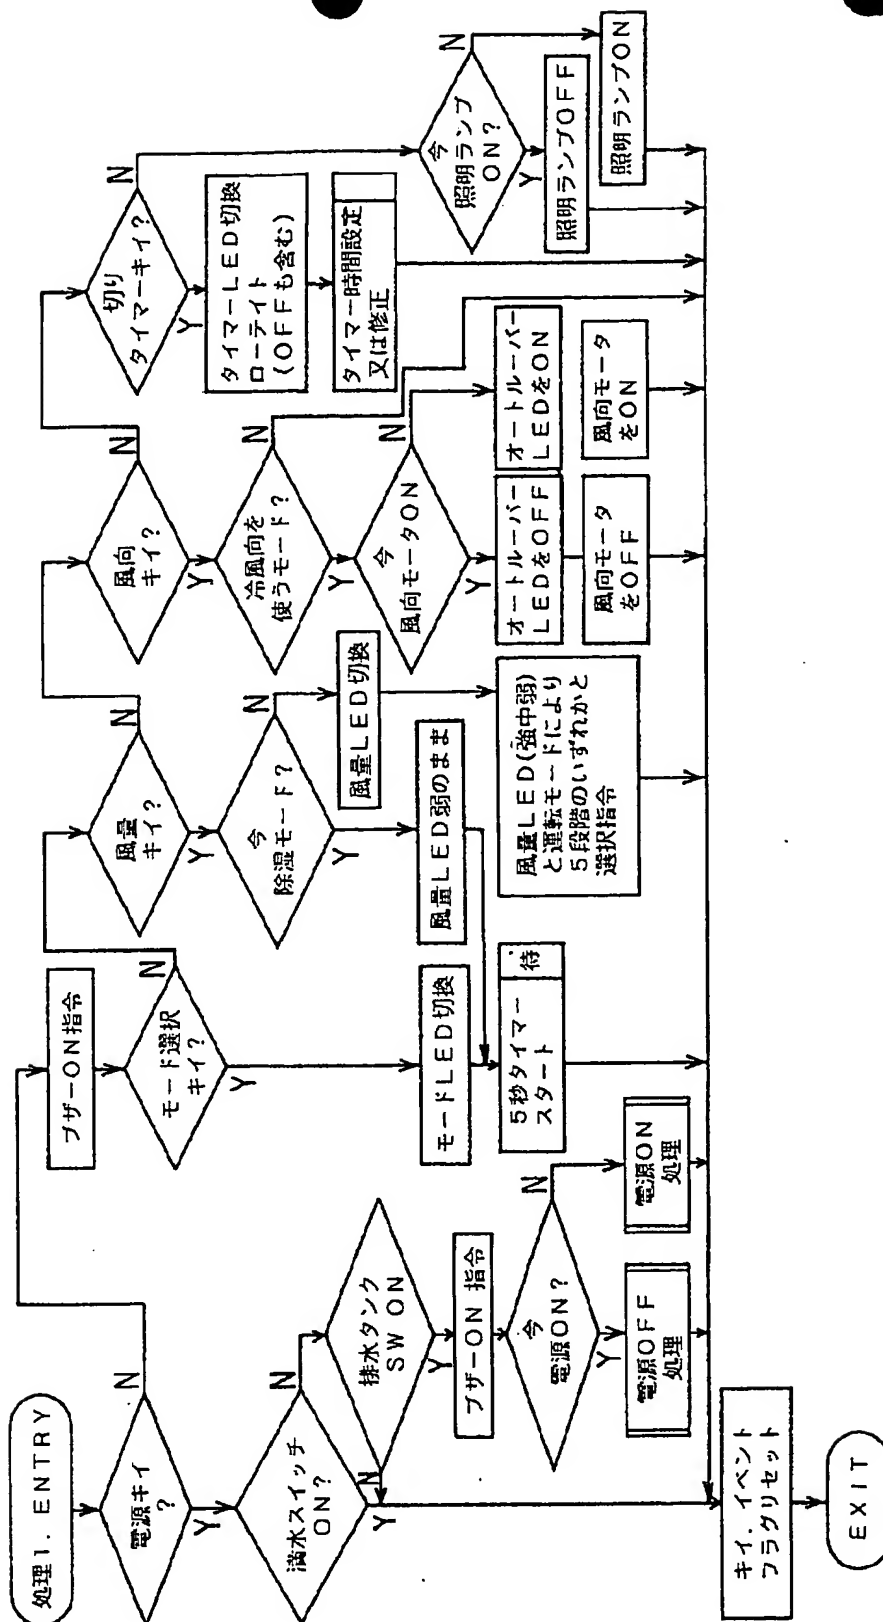 処理1. ENTRY
電源キイ
?
N
Y
満水スイッチ
ON?
N
Y
排水タンク
SW ON
N
Y
ブザーON 指令
今
電源ON?
N
Y
電源OFF
処理
電源ON
処理
ブザーON指令
モード選択
キイ?
N
Y
モードLED切換
5秒タイマー
スタート
待
風量
キイ?
N
Y
今
除湿モード?
N
Y
風量LED弱のまま
風量LED切換
風量LED(強中弱)
と運転モードにより
5段階のいずれかと
選択指令
風向
キイ?
N
Y
冷風向を
使うモード?
N
Y
今
風向モータON
N
Y
オートルーバー
LEDをOFF
風向モータ
をOFF
オートルーバー
LEDをON
風向モータ
をON
切り
タイマーキイ?
N
Y
タイマーLED切換
ローテイト
(OFFも含む)
タイマー時間設定
又は修正
今
照明ランプ
ON?
N
Y
照明ランプOFF
照明ランプON
キイ、イベント
フラグリセット
EXIT